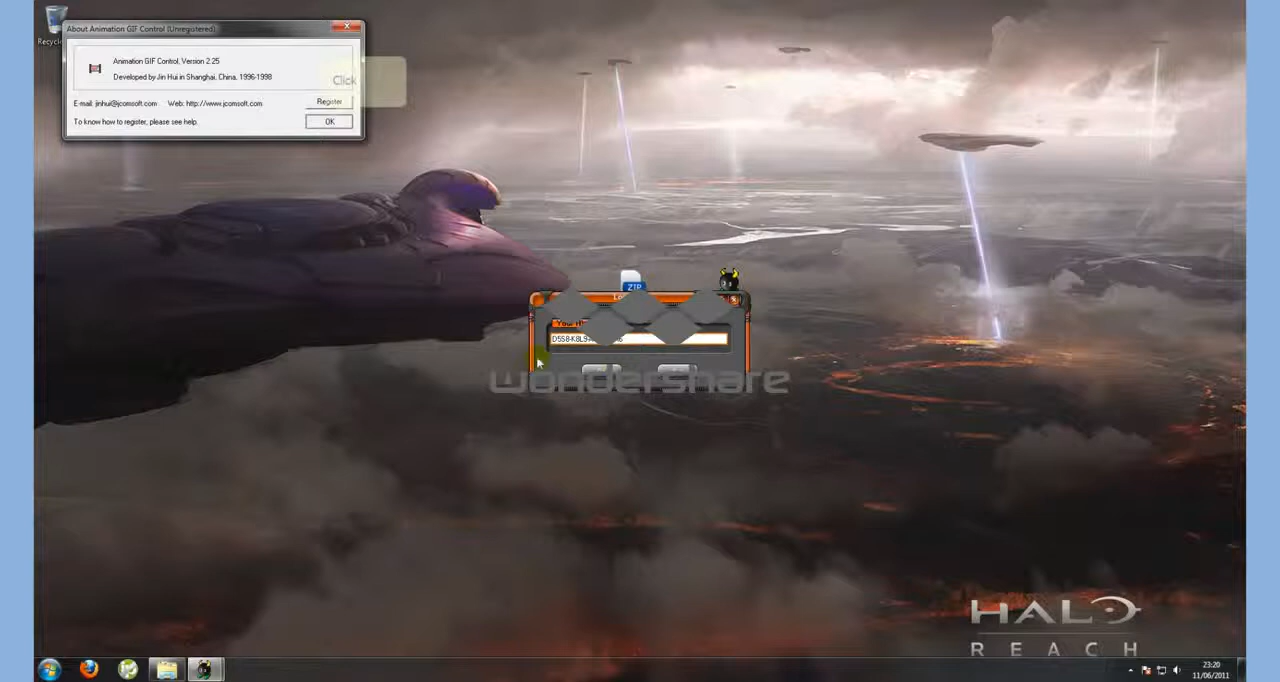 About Animation GIF Control (Unregistered)
Animation GIF Control, Version 2.25
Developed by Jin Hui in Shanghai, China, 1996-1998
Click
E-mail: jinhui@jcomsoft.com Web: http://www.jcomsoft.com
Register
To know how to register, please see help.
OK
ZIP
wondershare
HALO
REACH
23:20
11/06/2011